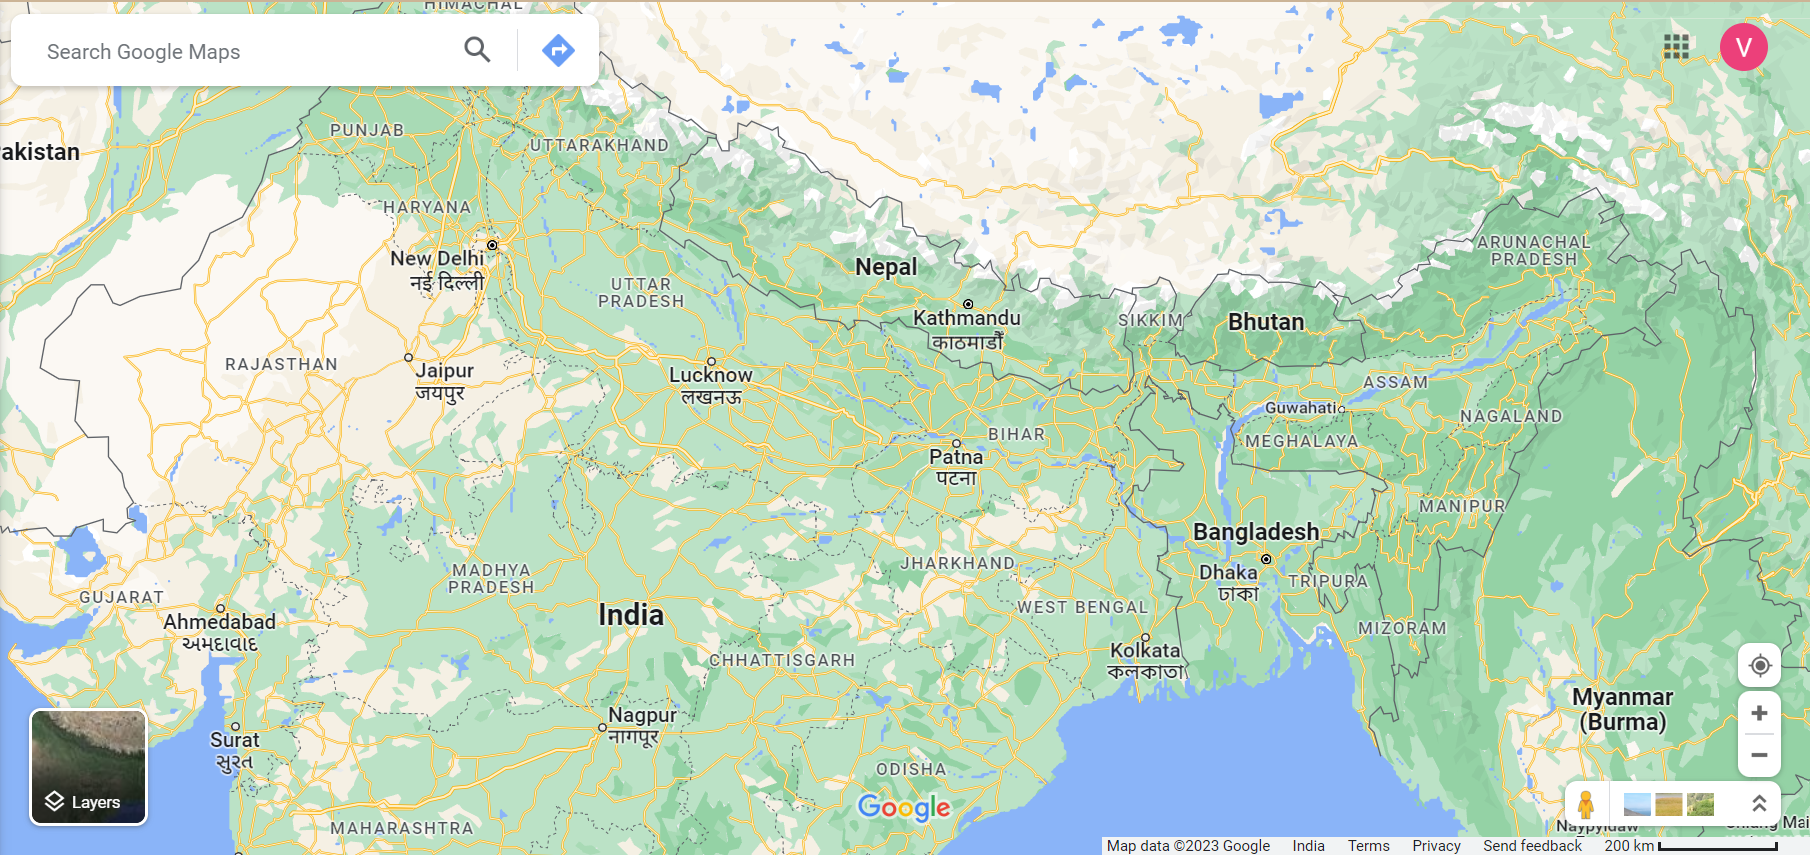 HIMACHAL
Search Google Maps
V
PUNJAB
UTTARAKHAND
akistan
HARYANA
New Delhi
नई दिल्ली
UTTAR
PRADESH
Nepal
Kathmandu
काठमाडौं
SIKKIM
Bhutan
ARUNACHAL
PRADESH
RAJASTHAN
Jaipur
जयपुर
Lucknow
लखनऊ
ASSAM
Guwahati
NAGALAND
MEGHALAYA
BIHAR
Patna
पटना
MANIPUR
Bangladesh
Dhaka
ঢাকা
TRIPURA
JHARKHAND
MADHYA
PRADESH
GUJARAT
Ahmedabad
અમદાવાદ
India
WEST BENGAL
MIZORAM
Kolkata
কলকাতা
CHHATTISGARH
Myanmar
(Burma)
Nagpur
नागपूर
Surat
સુરત
ODISHA
Layers
Google
MAHARASHTRA
Naypyidaw
Chiang Mai
Map data ©2023 Google India Terms Privacy Send feedback 200 km